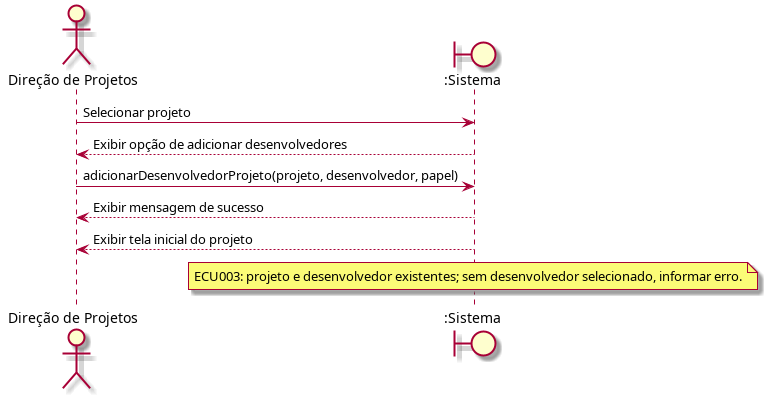 Direção de Projetos
:Sistema
Selecionar projeto
Exibir opção de adicionar desenvolvedores
adicionarDesenvolvedorProjeto(projeto, desenvolvedor, papel)
Exibir mensagem de sucesso
Exibir tela inicial do projeto
ECU003: projeto e desenvolvedor existentes; sem desenvolvedor selecionado, informar erro.
Direção de Projetos
:Sistema